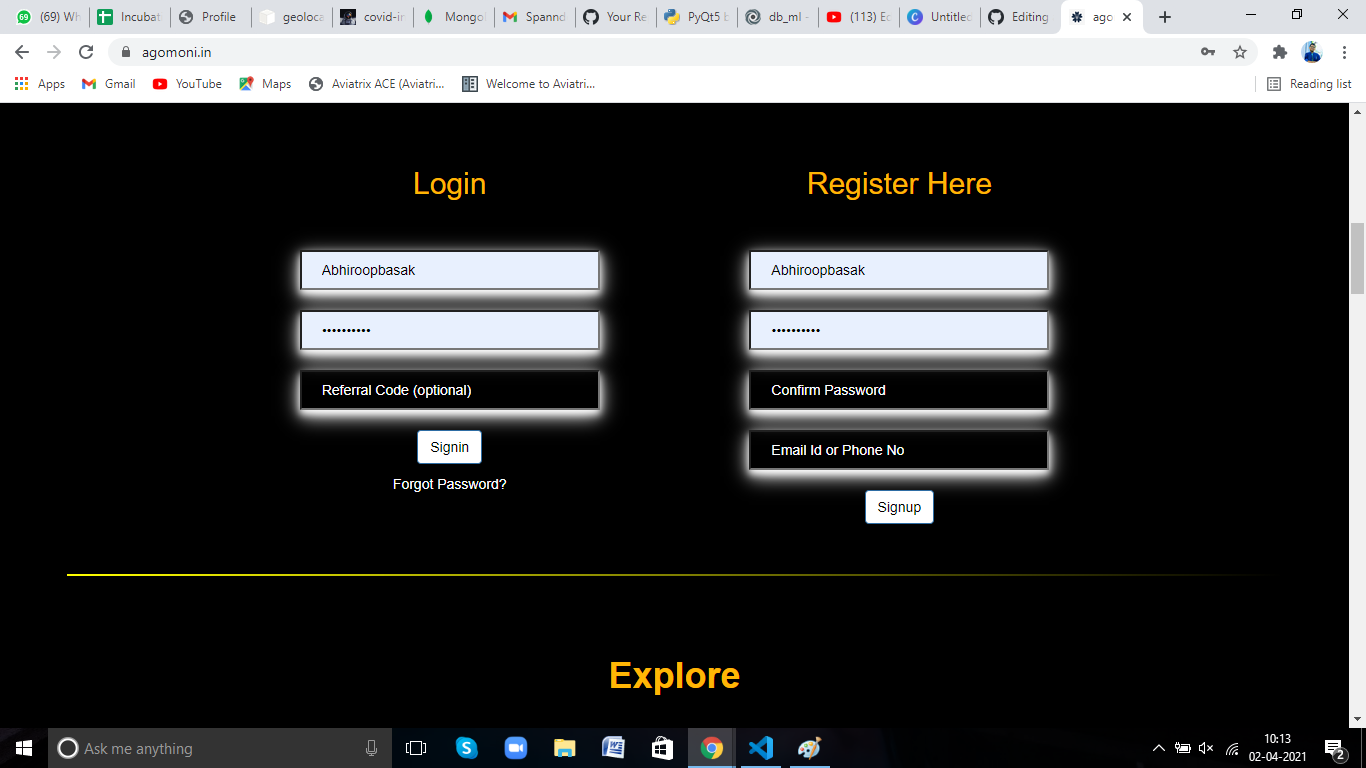 (69) Wh
Incubat
Profile
geoloca
covid-ir
Mongo
Spannd
Your Re
PyQt5 b
db_ml -
(113) Ec
Untitled
Editing
ago
agomoni.in
Apps
Gmail
YouTube
Maps
Aviatrix ACE (Aviatri...
Welcome to Aviatri...
Reading list
Login
Register Here
Abhiroopbasak
Abhiroopbasak
••••••••••
••••••••••
Referral Code (optional)
Confirm Password
Signin
Email Id or Phone No
Forgot Password?
Signup
Explore
Ask me anything
10:13
02-04-2021
2